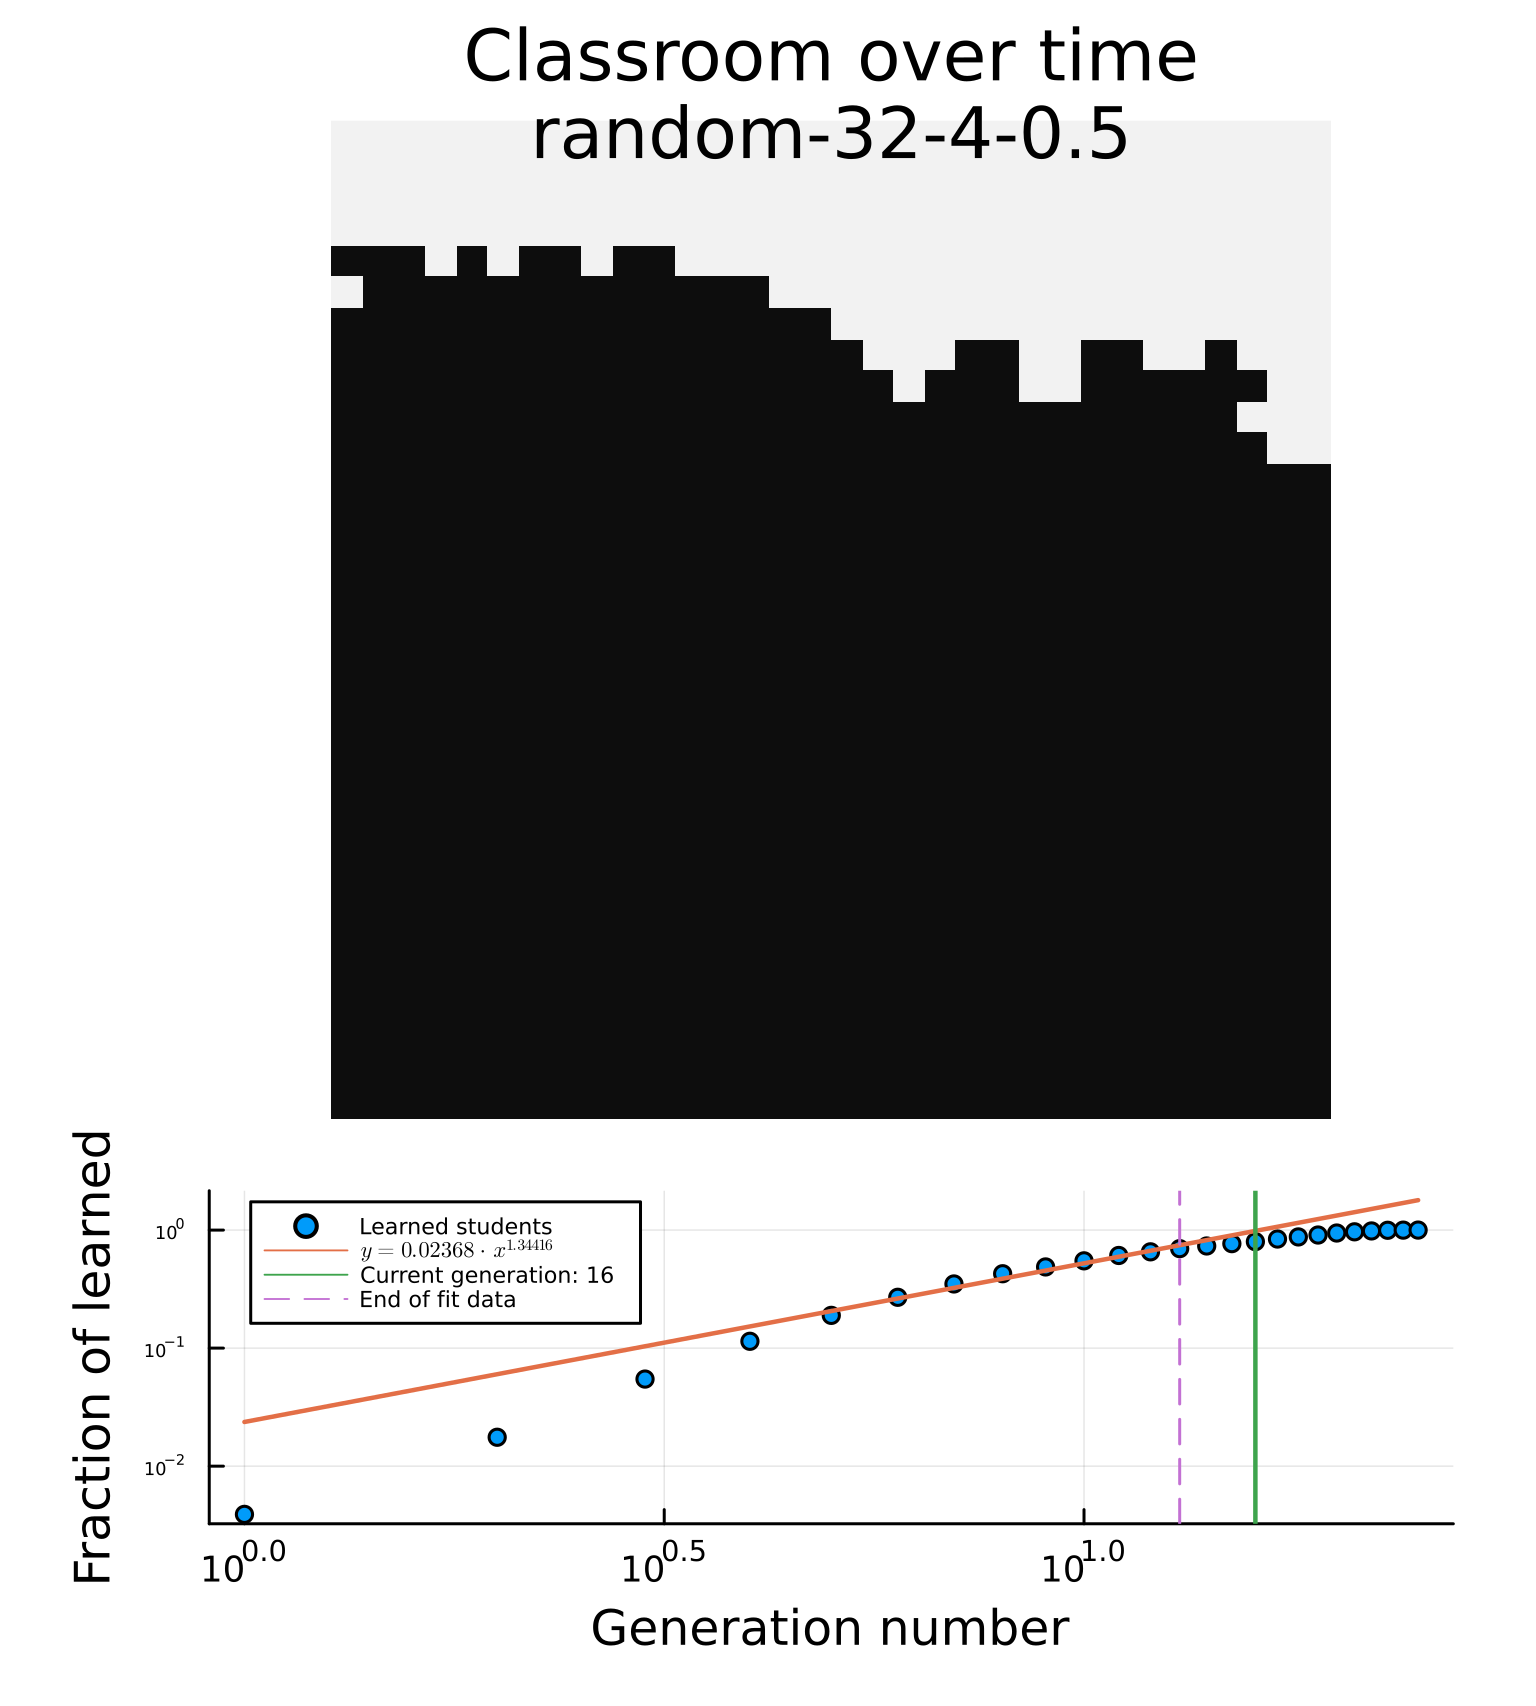 Classroom over time
random-32-4-0.5
Fraction of learned
10⁰
10⁻¹
10⁻²
Learned students
y = 0.02368 · x^1.34416
Current generation: 16
End of fit data
10^0.0
10^0.5
10^1.0
Generation number